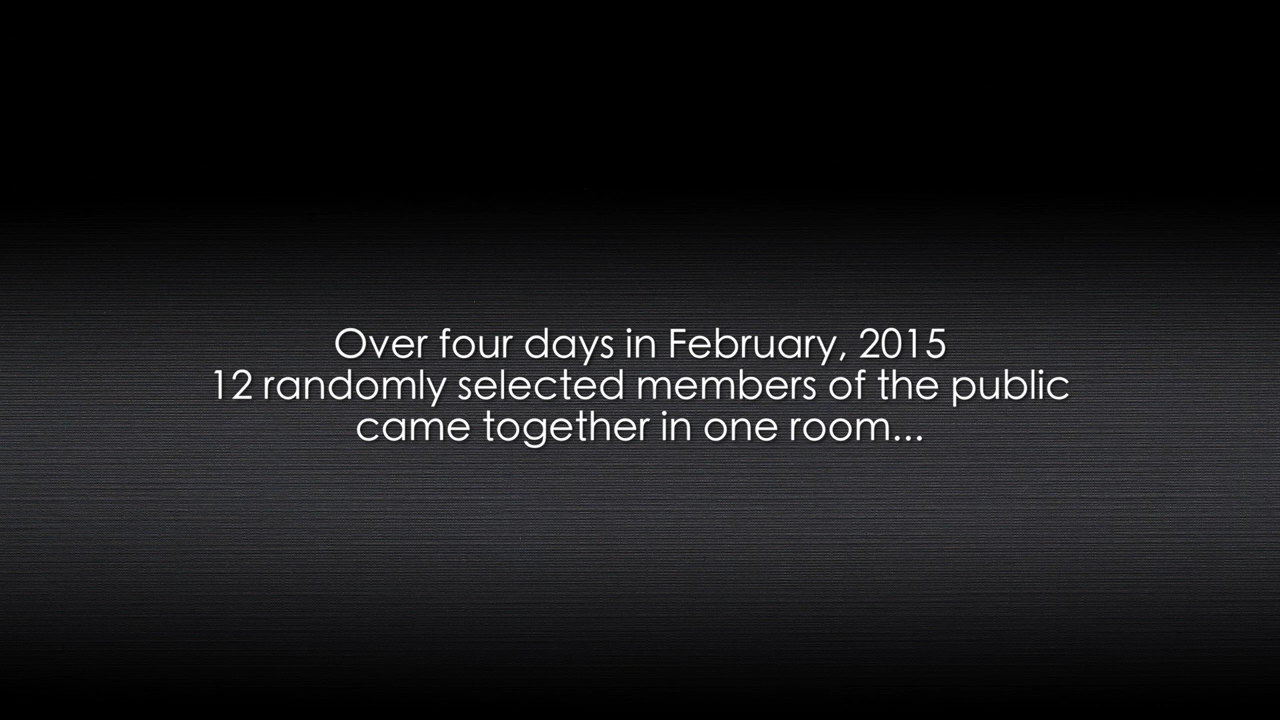 Over four days in February, 2015
12 randomly selected members of the public
came together in one room...